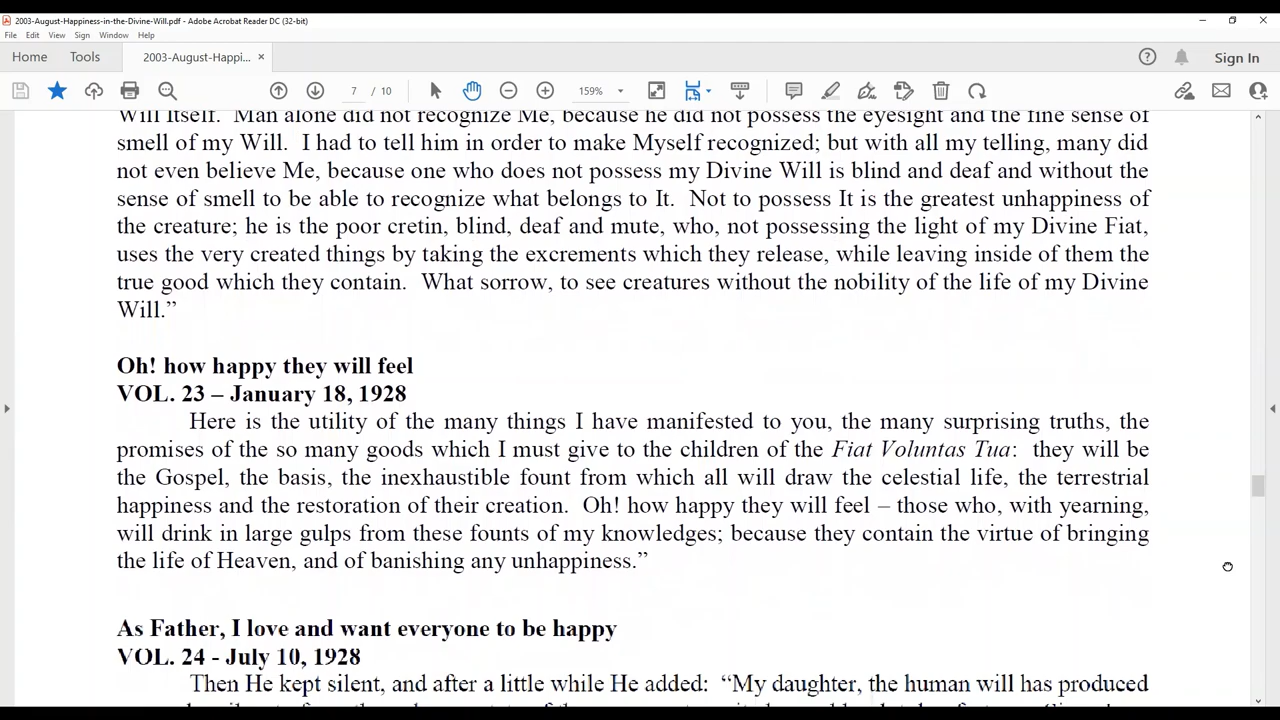 2003-August-Happiness-in-the-Divine-Will.pdf - Adobe Acrobat Reader DC (32-bit)
File Edit View Sign Window Help
Home Tools 2003-August-Happi... × Sign In
7 / 10 159%
Will Itself. Man alone did not recognize Me, because he did not possess the eyesight and the fine sense of
smell of my Will. I had to tell him in order to make Myself recognized; but with all my telling, many did
not even believe Me, because one who does not possess my Divine Will is blind and deaf and without the
sense of smell to be able to recognize what belongs to It. Not to possess It is the greatest unhappiness of
the creature; he is the poor cretin, blind, deaf and mute, who, not possessing the light of my Divine Fiat,
uses the very created things by taking the excrements which they release, while leaving inside of them the
true good which they contain. What sorrow, to see creatures without the nobility of the life of my Divine
Will.”
Oh! how happy they will feel
VOL. 23 – January 18, 1928
Here is the utility of the many things I have manifested to you, the many surprising truths, the
promises of the so many goods which I must give to the children of the Fiat Voluntas Tua: they will be
the Gospel, the basis, the inexhaustible fount from which all will draw the celestial life, the terrestrial
happiness and the restoration of their creation. Oh! how happy they will feel – those who, with yearning,
will drink in large gulps from these founts of my knowledges; because they contain the virtue of bringing
the life of Heaven, and of banishing any unhappiness.”
As Father, I love and want everyone to be happy
VOL. 24 - July 10, 1928
Then He kept silent, and after a little while He added: “My daughter, the human will has produced